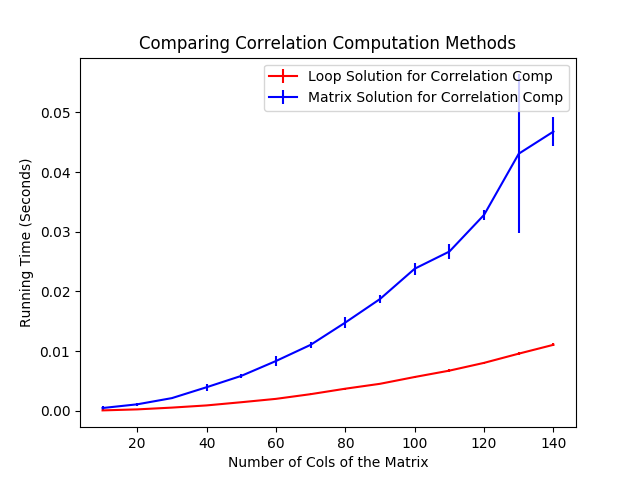 Comparing Correlation Computation Methods
Loop Solution for Correlation Comp
Matrix Solution for Correlation Comp
Running Time (Seconds)
0.05
0.04
0.03
0.02
0.01
0.00
20 40 60 80 100 120 140
Number of Cols of the Matrix